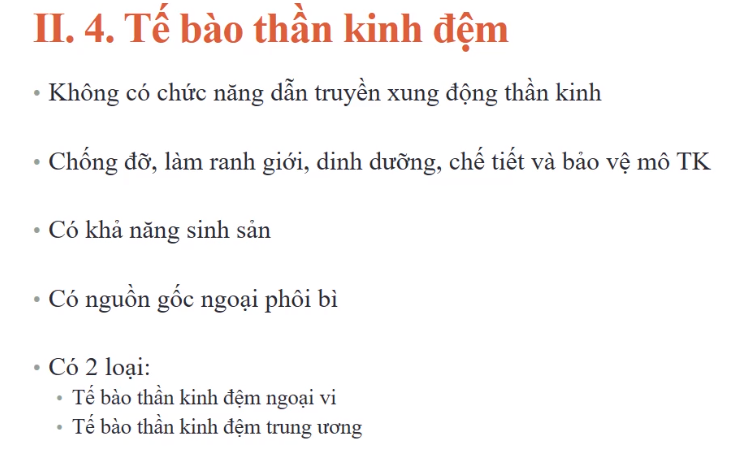 II. 4. Tế bào thần kinh đệm
• Không có chức năng dẫn truyền xung động thần kinh
• Chống đỡ, làm ranh giới, dinh dưỡng, chế tiết và bảo vệ mô TK
• Có khả năng sinh sản
• Có nguồn gốc ngoại phôi bì
• Có 2 loại:
• Tế bào thần kinh đệm ngoại vi
• Tế bào thần kinh đệm trung ương